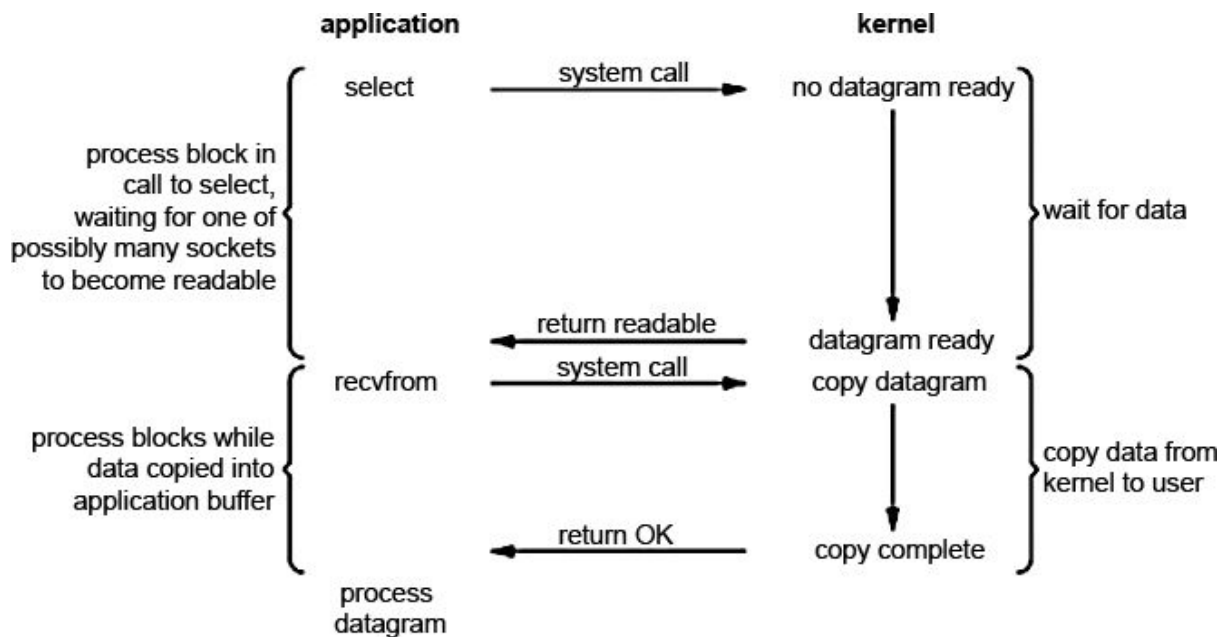 application
kernel
select
system call
no datagram ready
process block in
call to select,
waiting for one of
possibly many sockets
to become readable
wait for data
return readable
datagram ready
recvfrom
system call
copy datagram
process blocks while
data copied into
application buffer
copy data from
kernel to user
return OK
copy complete
process
datagram